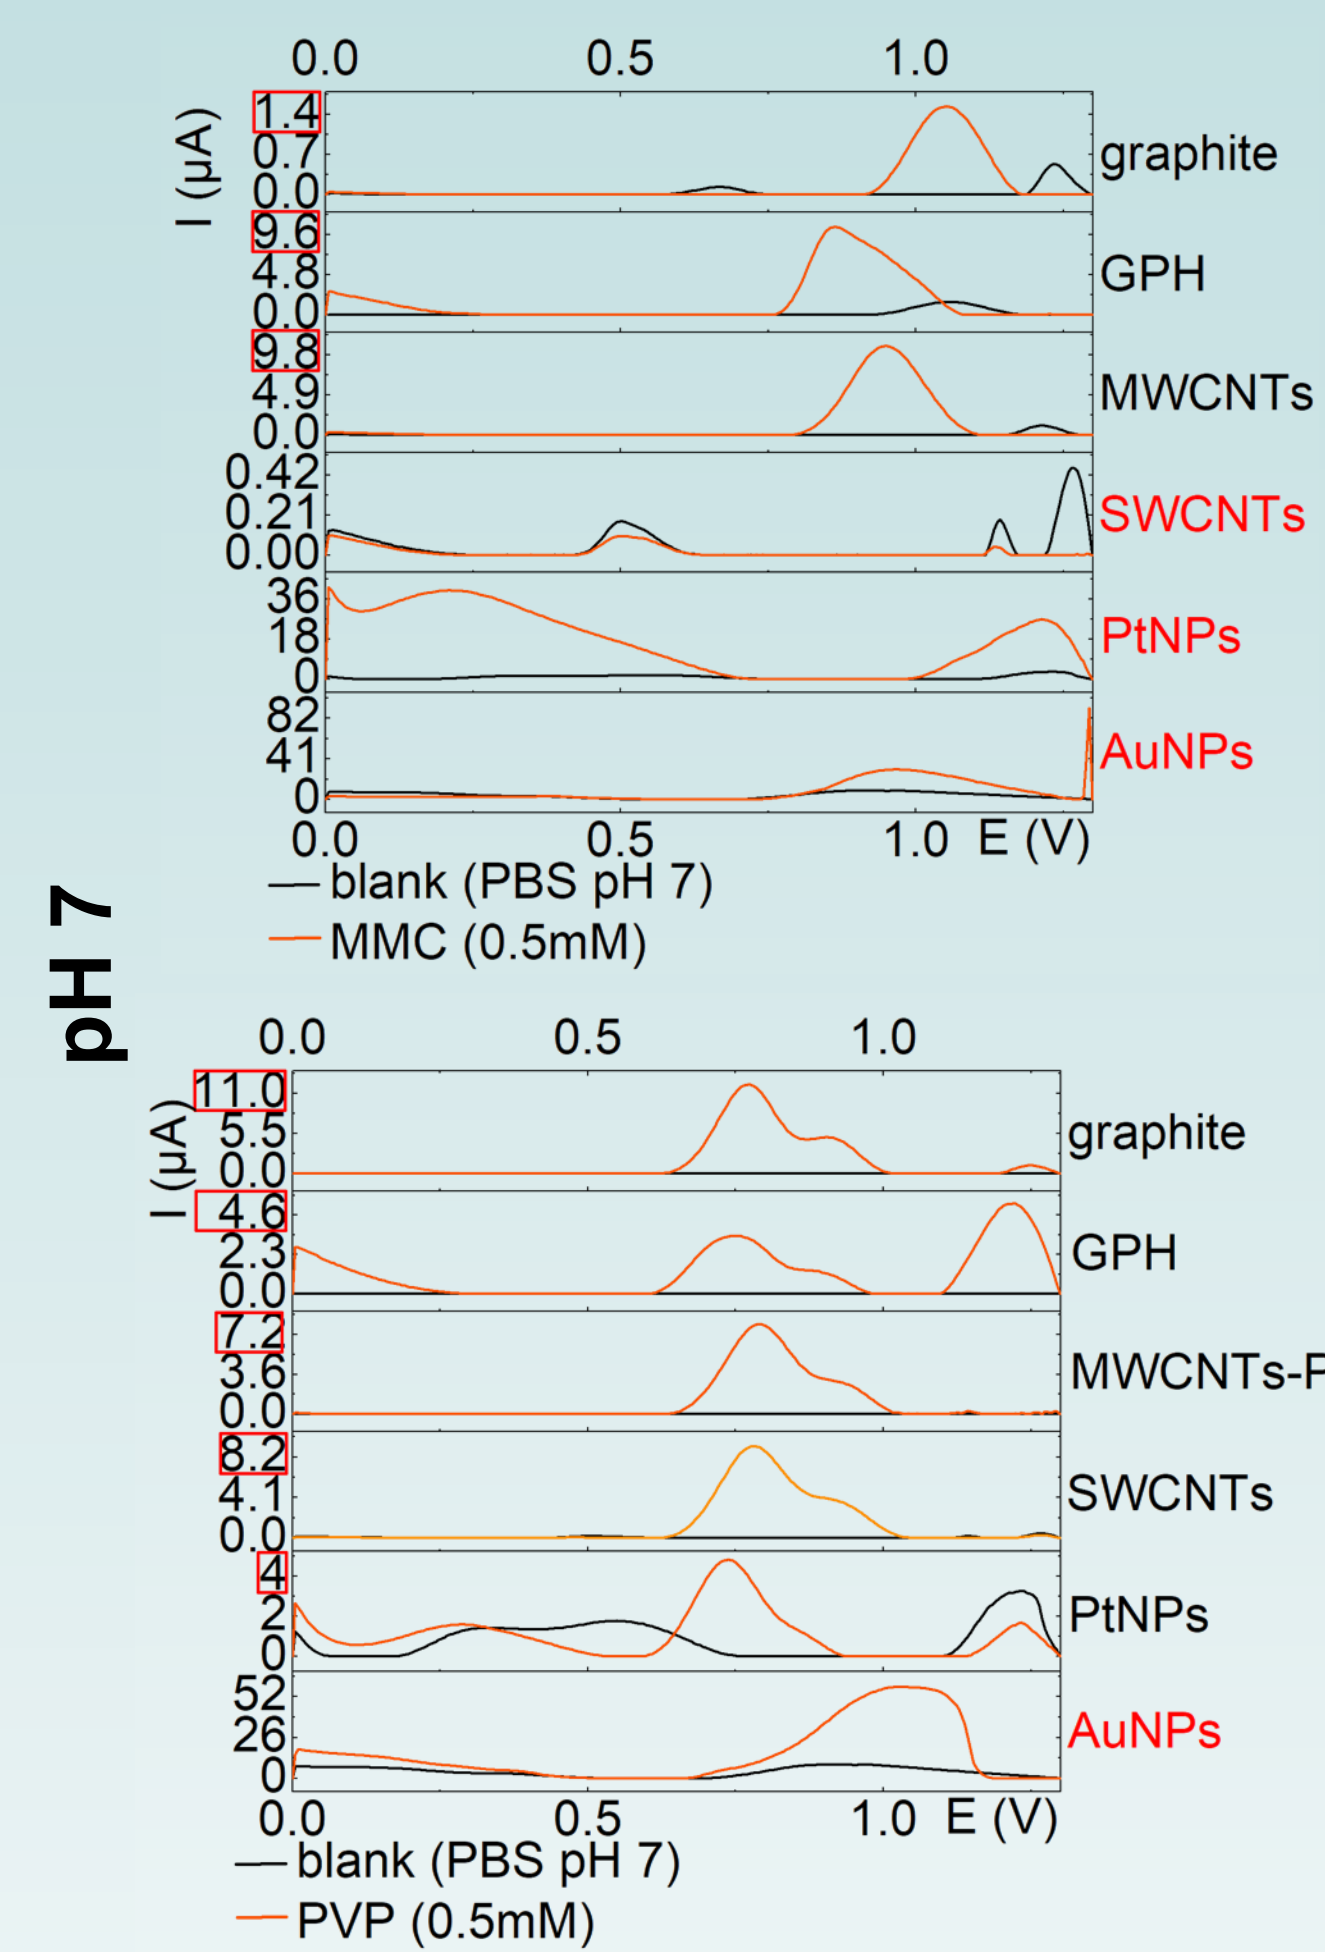 0.0 0.5 1.0
I (µA)
1.4
0.7
0.0
graphite
9.6
4.8
0.0
GPH
9.8
4.9
0.0
MWCNTs
0.42
0.21
0.00
SWCNTs
36
18
0
PtNPs
82
41
0
AuNPs
0.0 0.5 1.0 E (V)
blank (PBS pH 7)
MMC (0.5mM)
pH 7
0.0 0.5 1.0
I (µA)
11.0
5.5
0.0
graphite
4.6
2.3
0.0
GPH
7.2
3.6
0.0
MWCNTs-P
8.2
4.1
0.0
SWCNTs
4
2
0
PtNPs
52
26
0
AuNPs
0.0 0.5 1.0 E (V)
blank (PBS pH 7)
PVP (0.5mM)